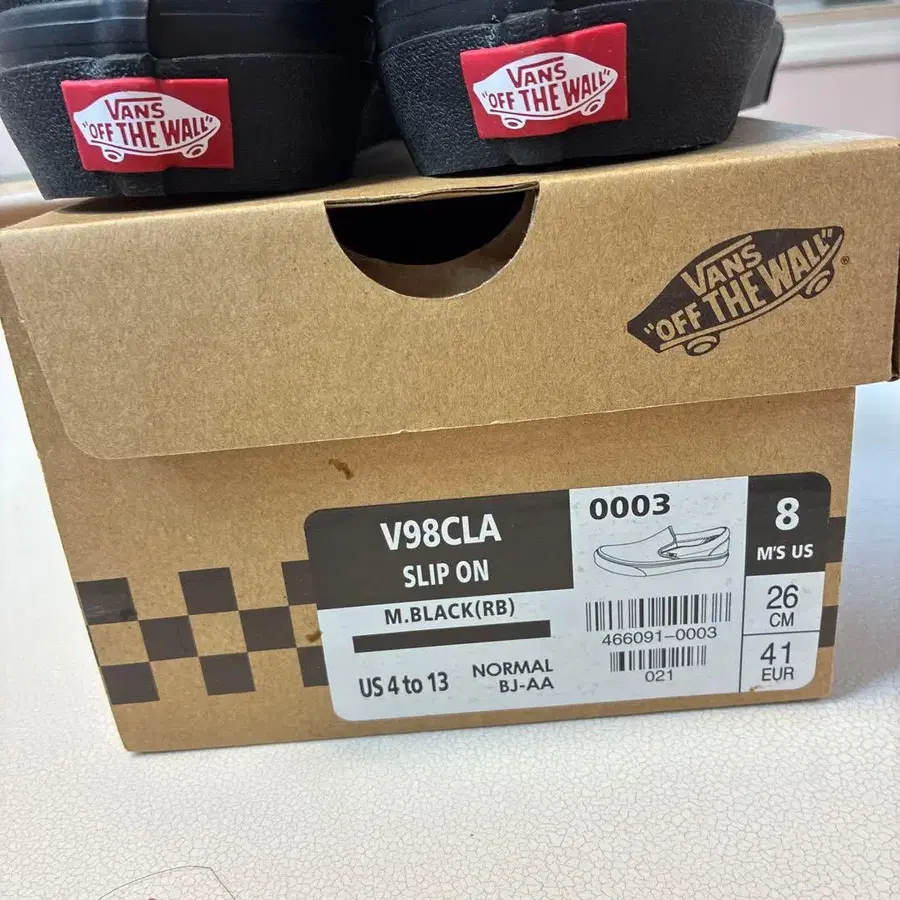 VANS
"OFF THE WALL"
VANS
"OFF THE WALL"
VANS
"OFF THE WALL"®
V98CLA
SLIP ON
M.BLACK(RB)
US 4 to 13
NORMAL
BJ-AA
0003
466091-0003
021
8
M'S US
26
CM
41
EUR